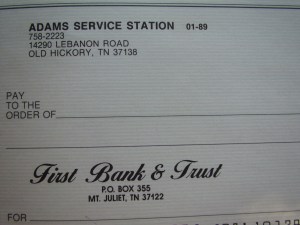 ADAMS SERVICE STATION 01-89
758-2223
14290 LEBANON ROAD
OLD HICKORY, TN 37138
PAY
TO THE
ORDER OF
First Bank & Trust
P.O. BOX 355
MT. JULIET, TN 37122
FOR